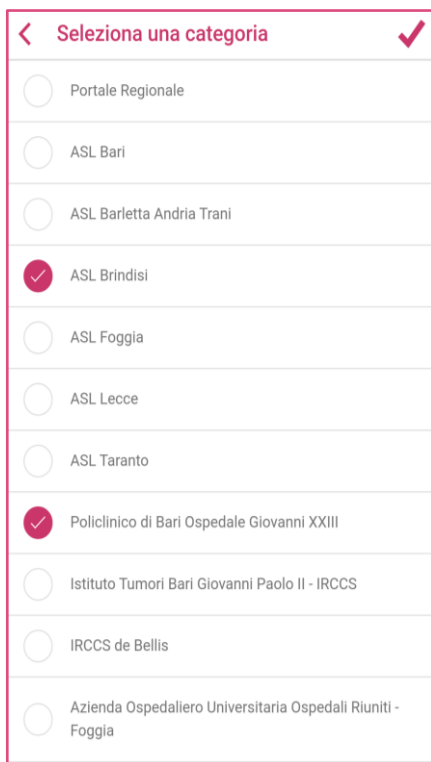 Seleziona una categoria
Portale Regionale
ASL Bari
ASL Barletta Andria Trani
ASL Brindisi
ASL Foggia
ASL Lecce
ASL Taranto
Policlinico di Bari Ospedale Giovanni XXIII
Istituto Tumori Bari Giovanni Paolo II - IRCCS
IRCCS de Bellis
Azienda Ospedaliero Universitaria Ospedali Riuniti -
Foggia